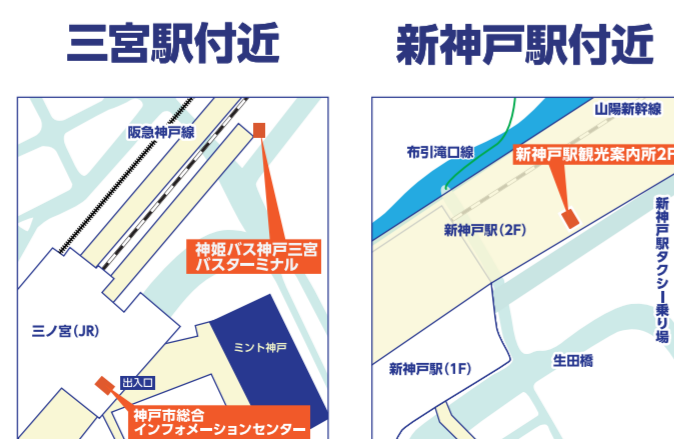 三宮駅付近
阪急神戸線
神姫バス神戸三宮
バスターミナル
三ノ宮(JR)
ミント神戸
出入口
神戸市総合
インフォメーションセンター
新神戸駅付近
山陽新幹線
布引滝口線
新神戸駅観光案内所2F
新神戸駅(2F)
新神戸駅タクシー乗り場
新神戸駅(1F)
生田橋